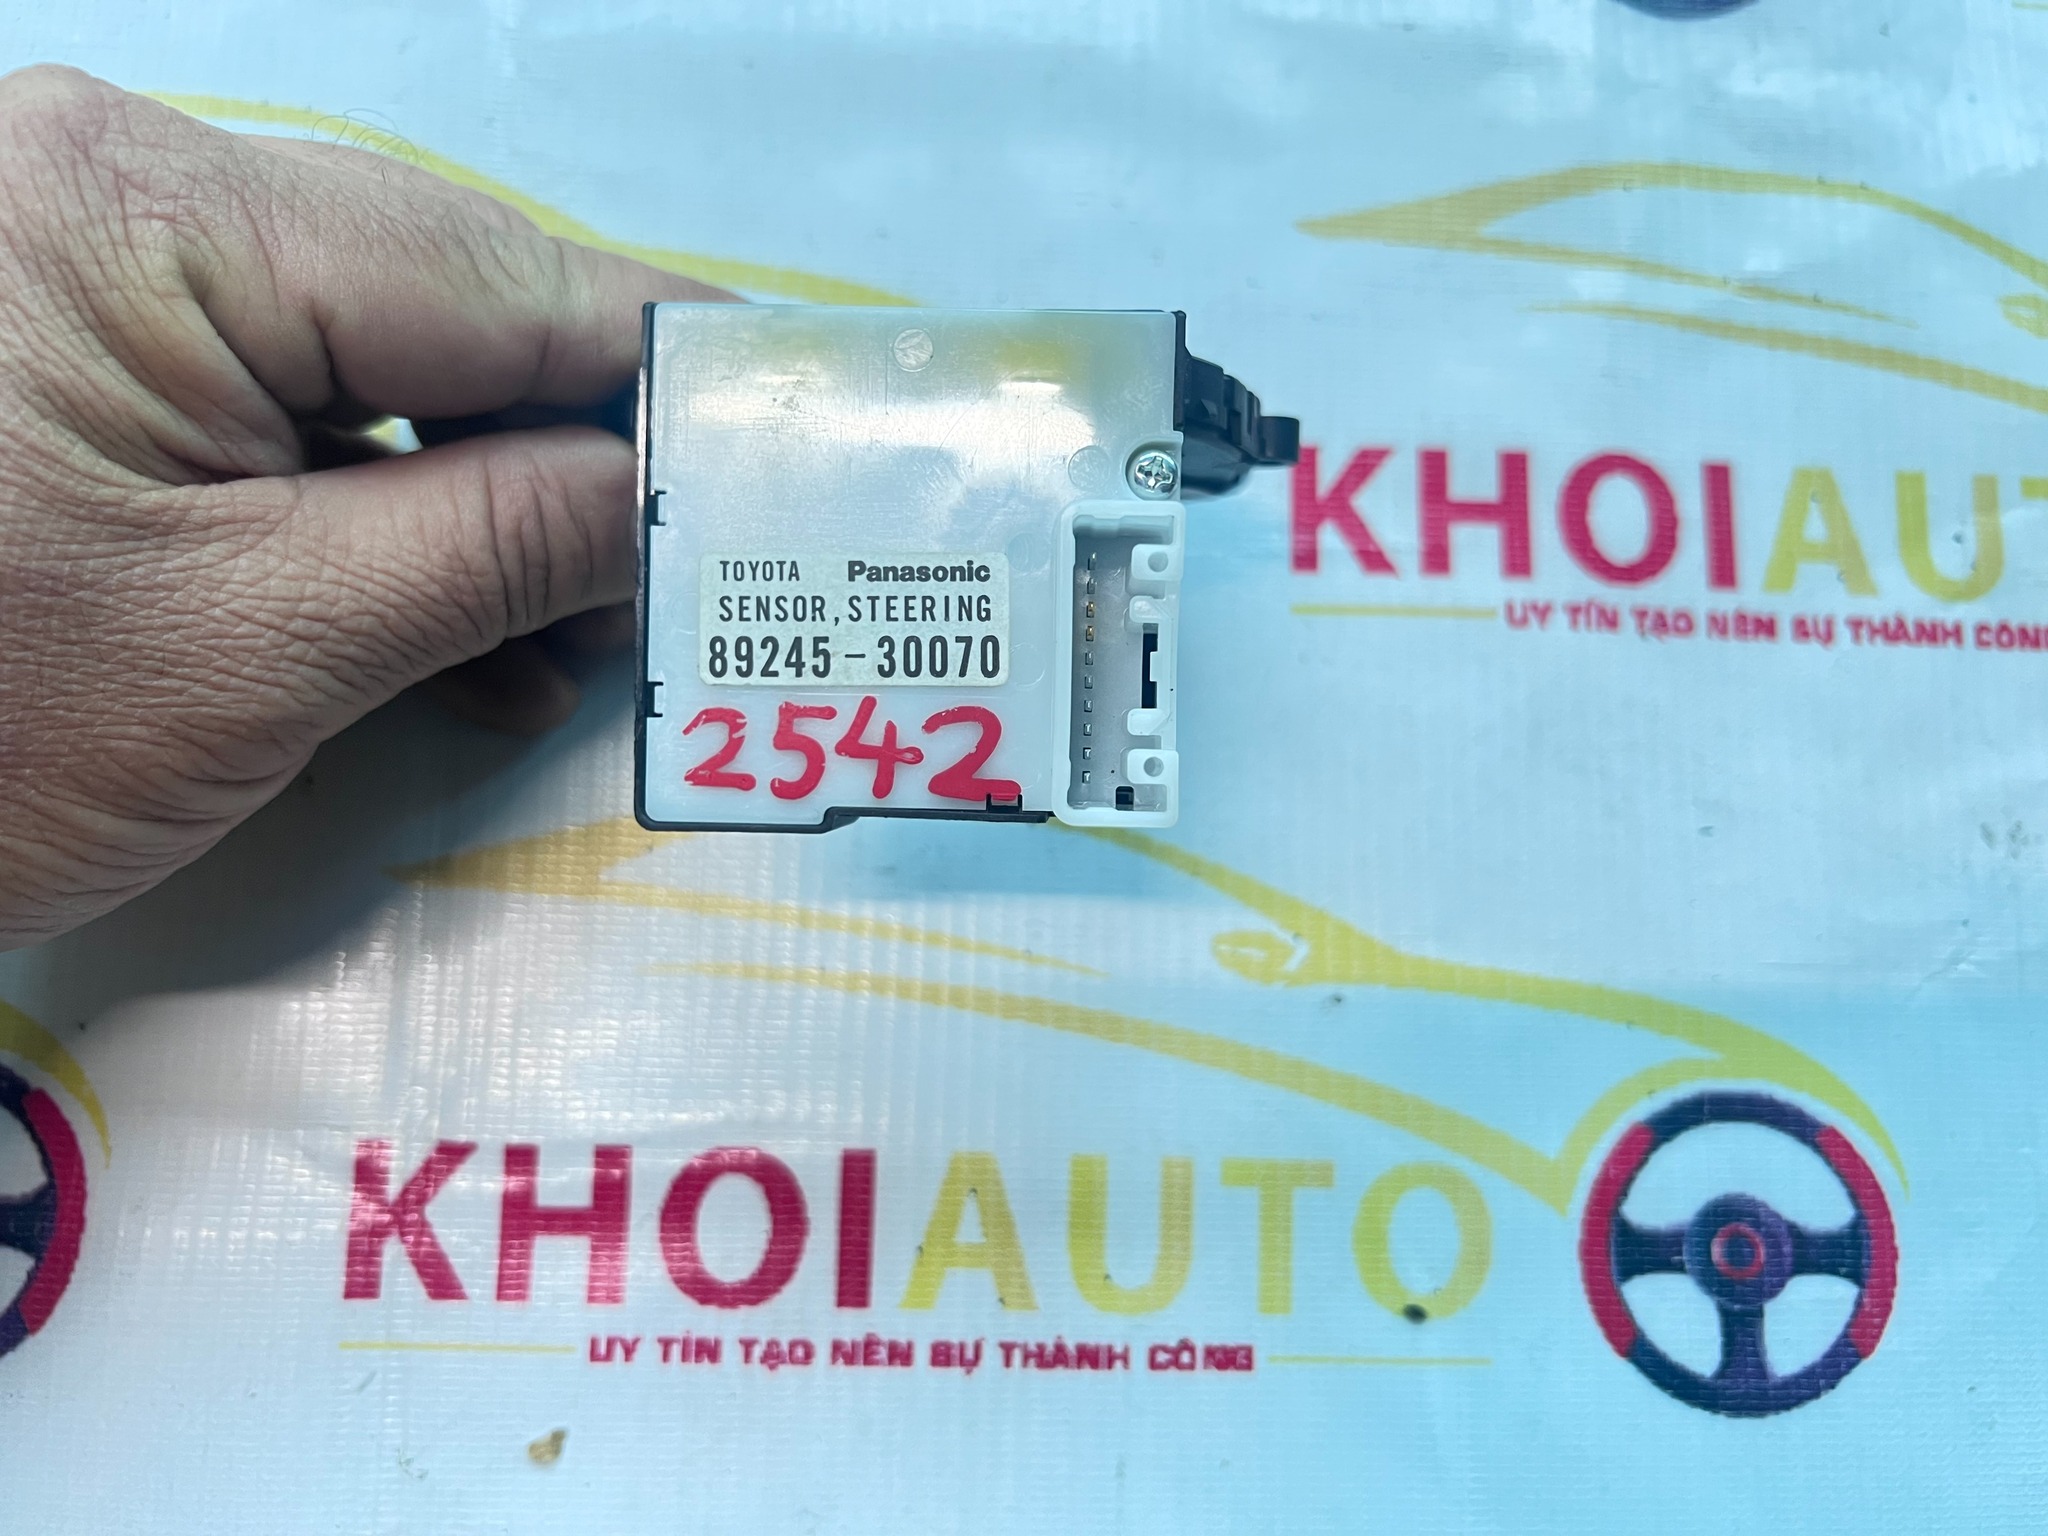 TOYOTA Panasonic
SENSOR, STEERING
89245-30070
2542
KHOIAUT
UY TÍN TẠO NÊN SỰ THÀNH CÔNG
KHOIAUTO
UY TÍN TẠO NÊN SỰ THÀNH CÔNG